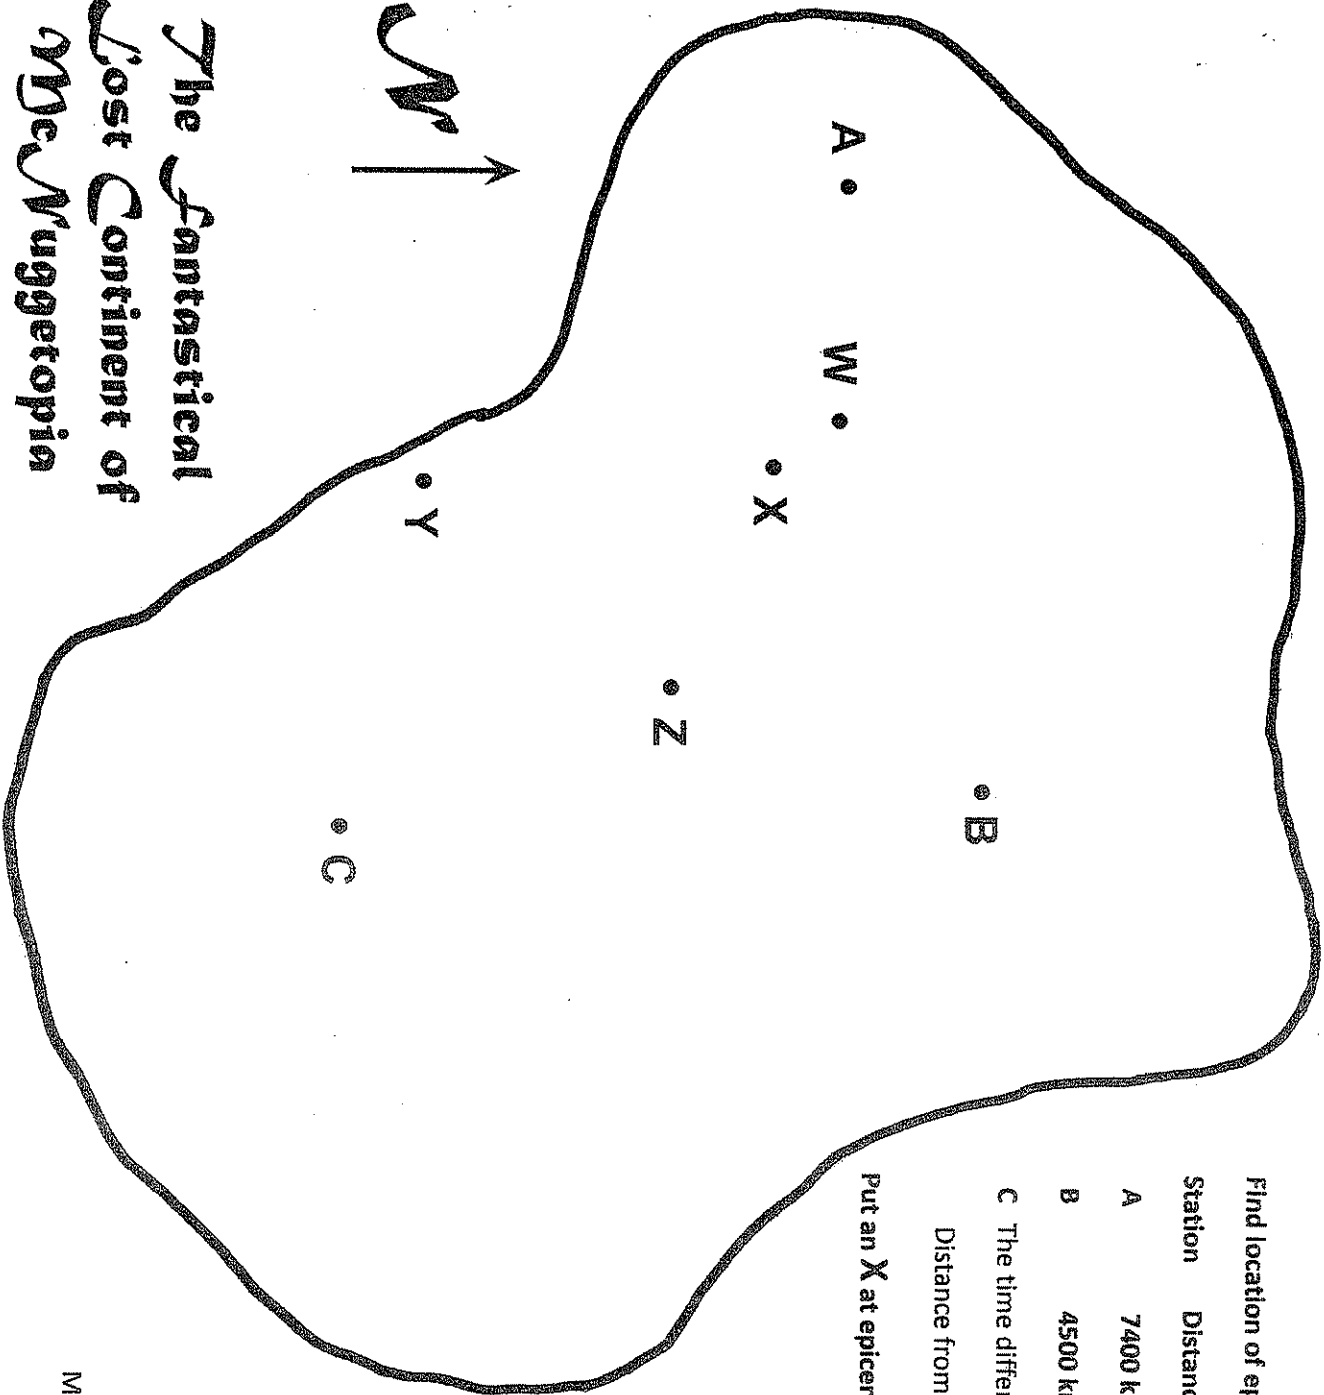 Find location of ep
Station Distanc
A 7400 k
B 4500 k
C The time differ
Distance from
Put an X at epicen
B
A
W
X
Z
Y
C
N
The Fantastical
Lost Continent of
McNuggetopia
M